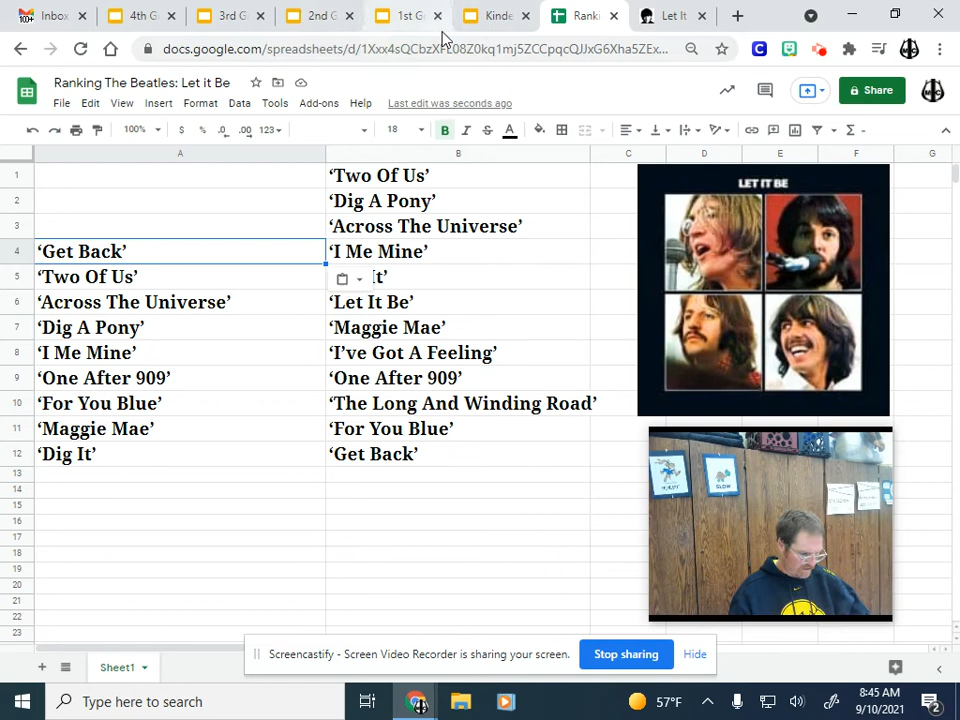 Inbox
4th G
3rd G
2nd G
1st G
Kinde
Ranki
Let It
docs.google.com/spreadsheets/d/
Ranking The Beatles: Let it Be
File Edit View Insert Format Data Tools Add-ons Help Last edit was seconds ago
Share
100% $ % .0 .00 123 18 B I S A
A B C D E F G
1 ‘Two Of Us’
2 ‘Dig A Pony’
3 ‘Across The Universe’
4 ‘Get Back’ ‘I Me Mine’
5 ‘Two Of Us’ It’
6 ‘Across The Universe’ ‘Let It Be’
7 ‘Dig A Pony’ ‘Maggie Mae’
8 ‘I Me Mine’ ‘I’ve Got A Feeling’
9 ‘One After 909’ ‘One After 909’
10 ‘For You Blue’ ‘The Long And Winding Road’
11 ‘Maggie Mae’ ‘For You Blue’
12 ‘Dig It’ ‘Get Back’
13
14
15
16
17
18
19
20
21
22
23
LET IT BE
SLOW
Screencastify - Screen Video Recorder is sharing your screen. Stop sharing Hide
Sheet1
Type here to search
57°F
8:45 AM
9/10/2021
2